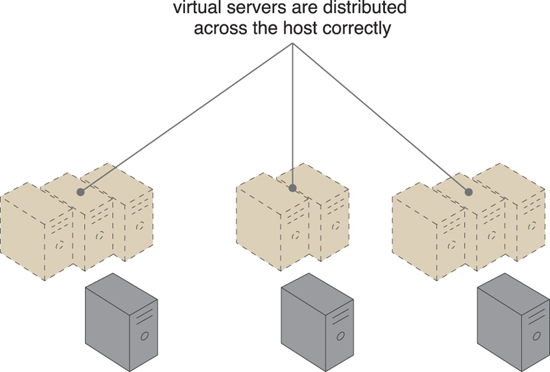 virtual servers are distributed
across the host correctly